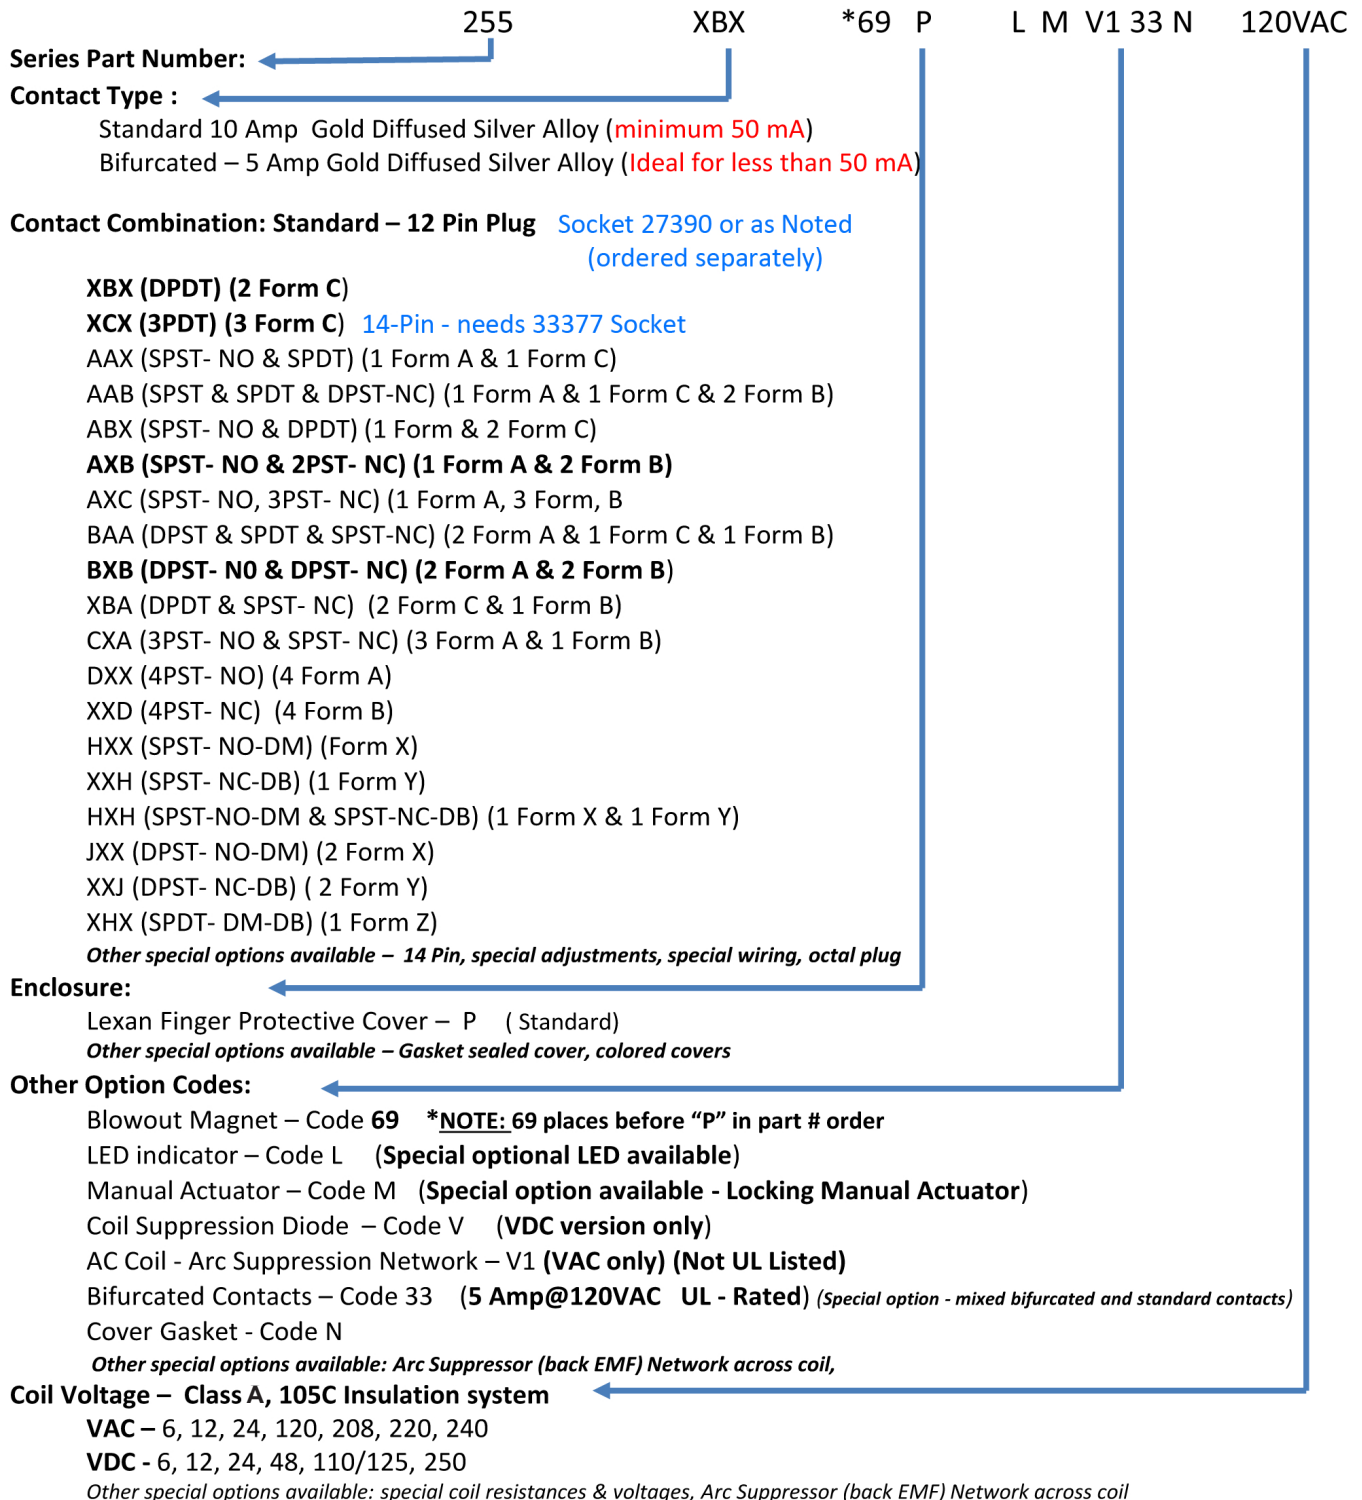 255 XBX *69 P L M V1 33 N 120VAC
Series Part Number:
Contact Type :
Standard 10 Amp Gold Diffused Silver Alloy (minimum 50 mA)
Bifurcated – 5 Amp Gold Diffused Silver Alloy (Ideal for less than 50 mA)
Contact Combination: Standard – 12 Pin Plug Socket 27390 or as Noted
(ordered separately)
XBX (DPDT) (2 Form C)
XCX (3PDT) (3 Form C) 14-Pin - needs 33377 Socket
AAX (SPST- NO & SPDT) (1 Form A & 1 Form C)
AAB (SPST & SPDT & DPST-NC) (1 Form A & 1 Form C & 2 Form B)
ABX (SPST- NO & DPDT) (1 Form & 2 Form C)
AXB (SPST- NO & 2PST- NC) (1 Form A & 2 Form B)
AXC (SPST- NO, 3PST- NC) (1 Form A, 3 Form, B
BAA (DPST & SPDT & SPST-NC) (2 Form A & 1 Form C & 1 Form B)
BXB (DPST- N0 & DPST- NC) (2 Form A & 2 Form B)
XBA (DPDT & SPST- NC) (2 Form C & 1 Form B)
CXA (3PST- NO & SPST- NC) (3 Form A & 1 Form B)
DXX (4PST- NO) (4 Form A)
XXD (4PST- NC) (4 Form B)
HXX (SPST- NO-DM) (Form X)
XXH (SPST- NC-DB) (1 Form Y)
HXH (SPST-NO-DM & SPST-NC-DB) (1 Form X & 1 Form Y)
JXX (DPST- NO-DM) (2 Form X)
XXJ (DPST- NC-DB) ( 2 Form Y)
XHX (SPDT- DM-DB) (1 Form Z)
Other special options available – 14 Pin, special adjustments, special wiring, octal plug
Enclosure:
Lexan Finger Protective Cover – P ( Standard)
Other special options available – Gasket sealed cover, colored covers
Other Option Codes:
Blowout Magnet – Code 69 *NOTE: 69 places before “P” in part # order
LED indicator – Code L (Special optional LED available)
Manual Actuator – Code M (Special option available - Locking Manual Actuator)
Coil Suppression Diode – Code V (VDC version only)
AC Coil - Arc Suppression Network – V1 (VAC only) (Not UL Listed)
Bifurcated Contacts – Code 33 (5 Amp@120VAC UL - Rated) (Special option - mixed bifurcated and standard contacts)
Cover Gasket - Code N
Other special options available: Arc Suppressor (back EMF) Network across coil,
Coil Voltage – Class A, 105C Insulation system
VAC – 6, 12, 24, 120, 208, 220, 240
VDC - 6, 12, 24, 48, 110/125, 250
Other special options available: special coil resistances & voltages, Arc Suppressor (back EMF) Network across coil